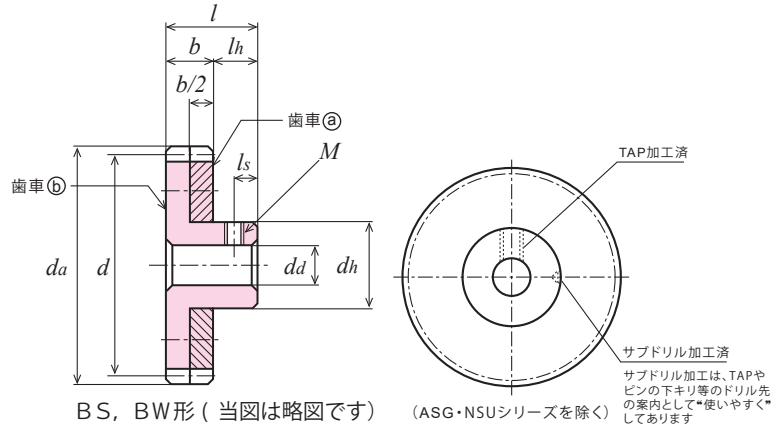 l
b
lh
b/2
歯車ⓐ
ls
M
歯車ⓑ
da
d
dd
dh
TAP加工済
サブドリル加工済
サブドリル加工は、TAPや
ピンの下キリ等のドリル先
の案内として“使いやすく”
してあります
BS，BW形 ( 当図は略図です)
(ASG・NSUシリーズを除く)